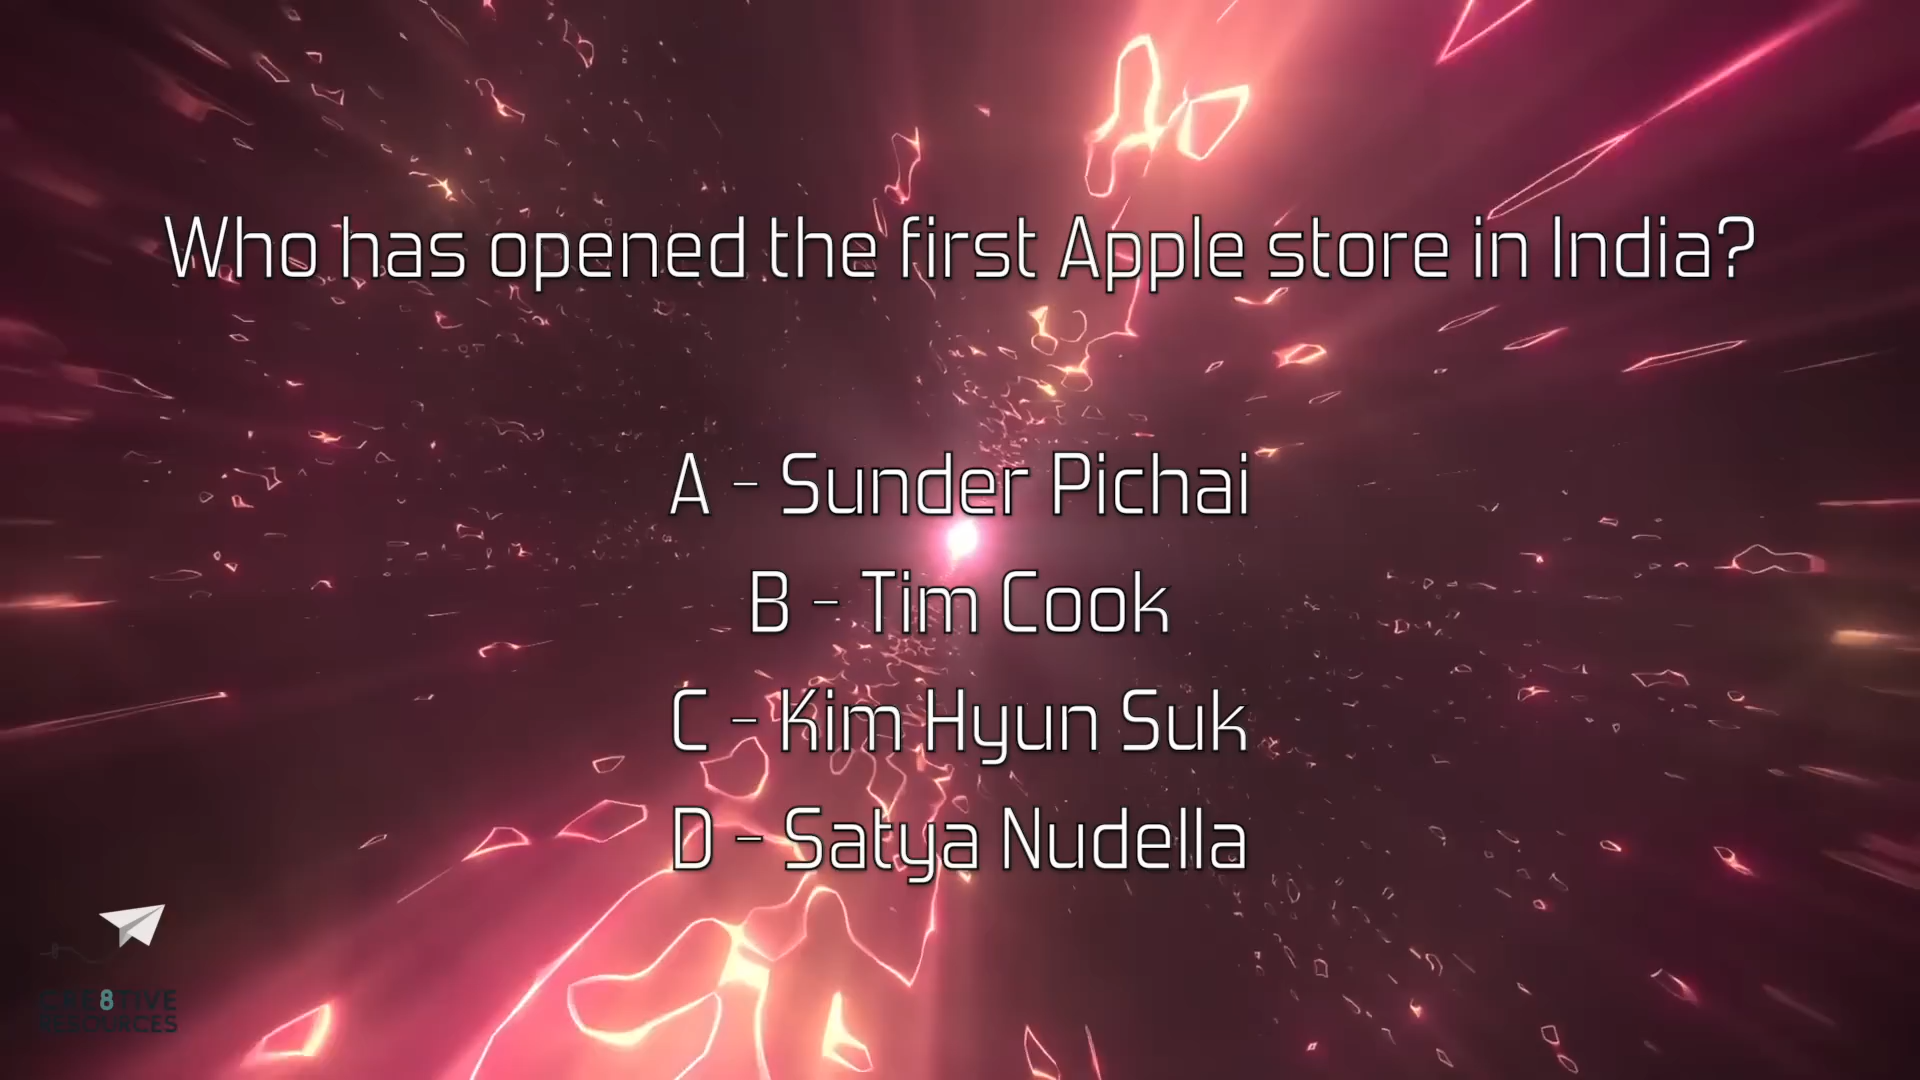 Who has opened the first Apple store in India?
A - Sunder Pichai
B - Tim Cook
C - Kim Hyun Suk
D - Satya Nudella
CRE8TIVE
RESOURCES